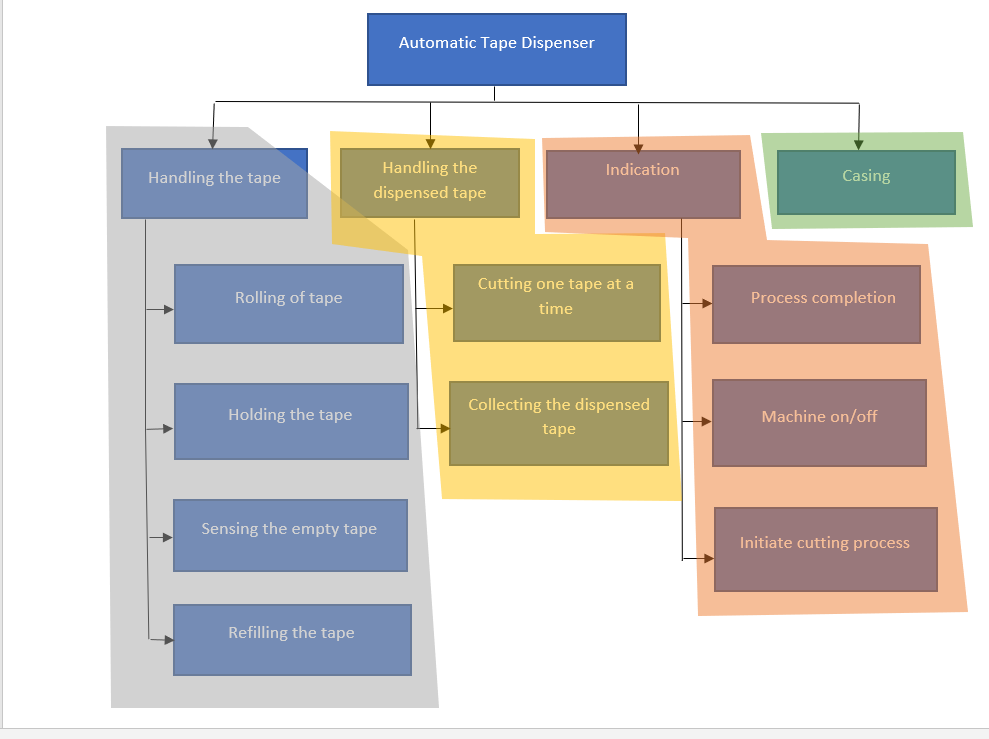 Automatic Tape Dispenser
Handling the tape
Handling the
dispensed tape
Indication
Casing
Rolling of tape
Cutting one tape at a
time
Process completion
Holding the tape
Collecting the dispensed
tape
Machine on/off
Sensing the empty tape
Initiate cutting process
Refilling the tape